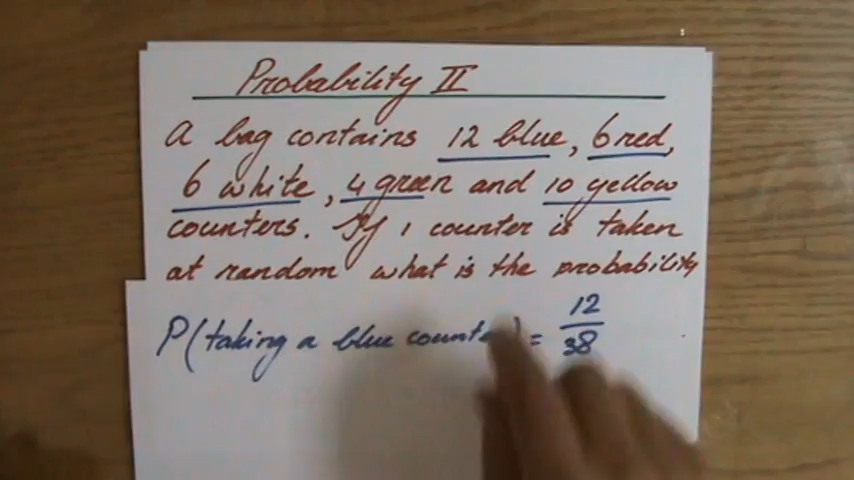 Probability II
A bag contains 12 blue, 6 red,
6 white, 4 green and 10 yellow
counters. If 1 counter is taken
at random what is the probability
P(taking a blue counter) = 12/38